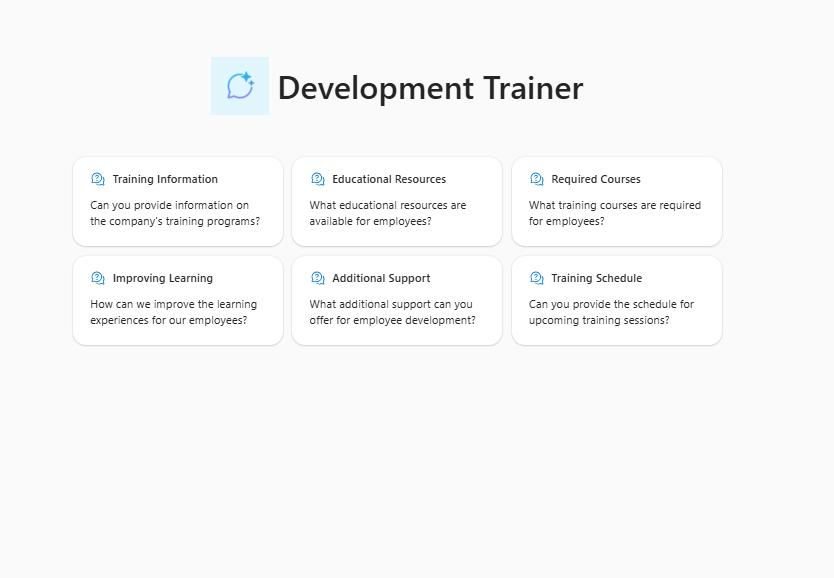 Development Trainer
Training Information
Can you provide information on
the company's training programs?
Educational Resources
What educational resources are
available for employees?
Required Courses
What training courses are required
for employees?
Improving Learning
How can we improve the learning
experiences for our employees?
Additional Support
What additional support can you
offer for employee development?
Training Schedule
Can you provide the schedule for
upcoming training sessions?